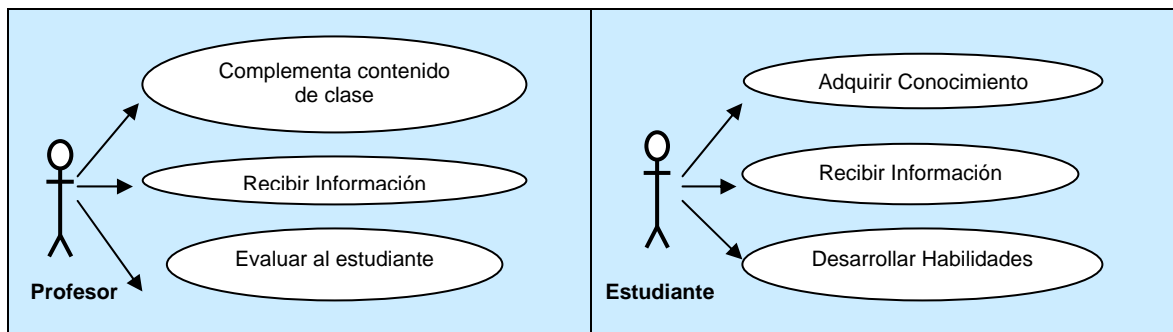 Complementa contenido
de clase
Recibir Información
Evaluar al estudiante
Profesor
Adquirir Conocimiento
Recibir Información
Desarrollar Habilidades
Estudiante